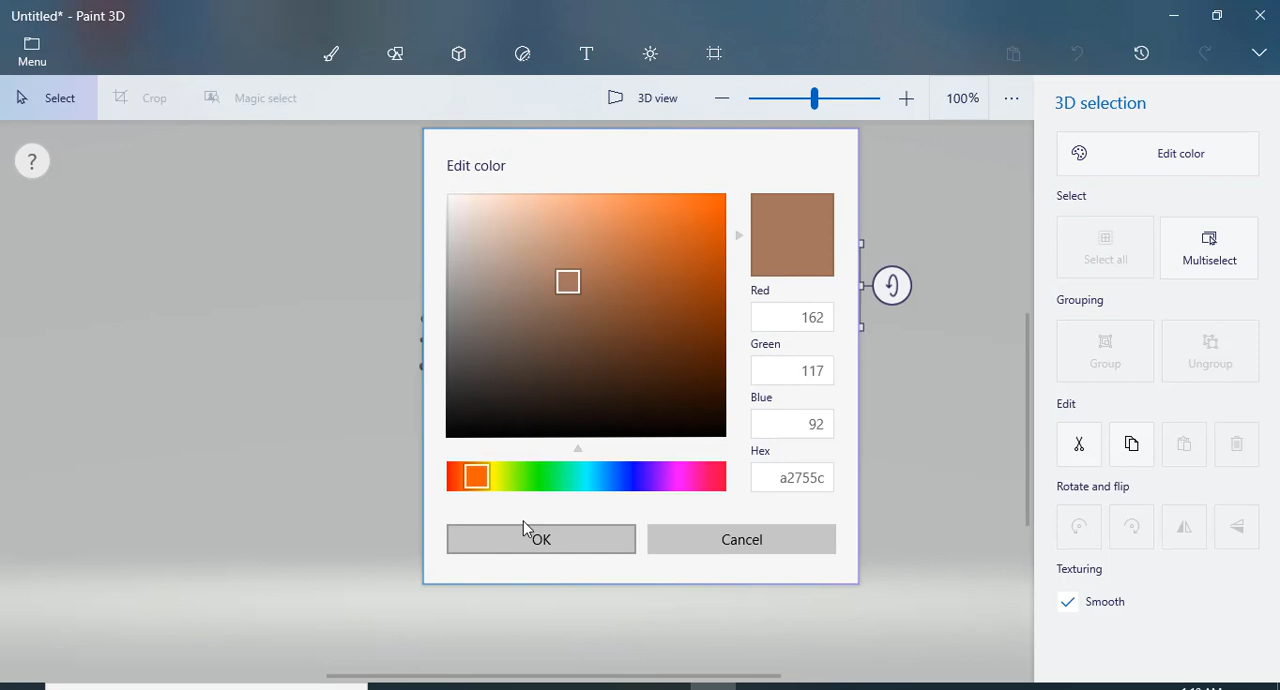 Untitled* - Paint 3D
Menu
Select
Crop
Magic select
3D view
100%
3D selection
?
Edit color
Edit color
Select
Select all
Multiselect
Red
162
Grouping
Green
117
Group
Ungroup
Blue
92
Edit
Hex
a2755c
Rotate and flip
OK
Cancel
Texturing
Smooth